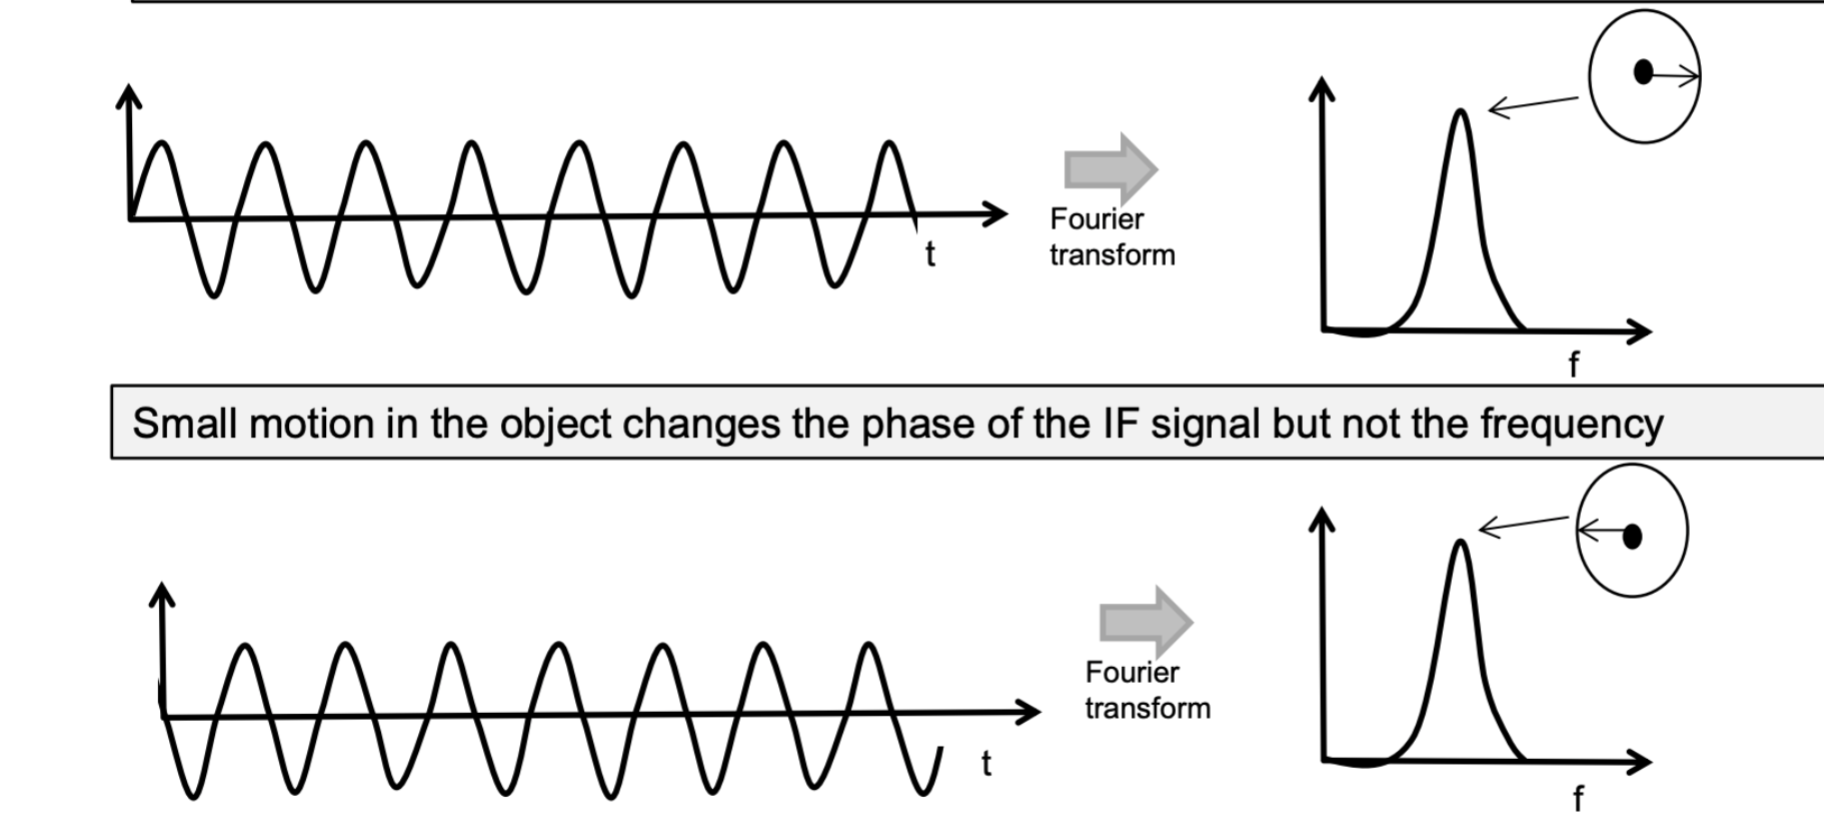 t
Fourier
transform
f
Small motion in the object changes the phase of the IF signal but not the frequency
t
Fourier
transform
f